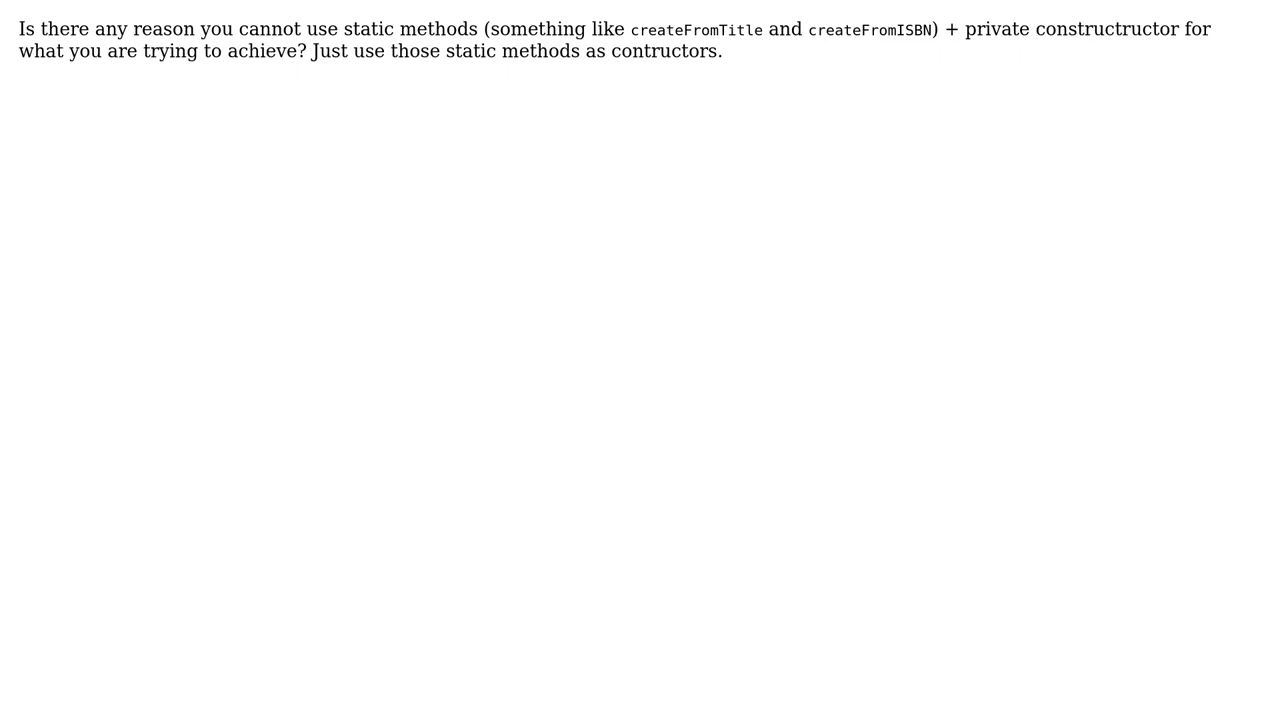 Is there any reason you cannot use static methods (something like createFromTitle and createFromISBN) + private constructructor for
what you are trying to achieve? Just use those static methods as contructors.